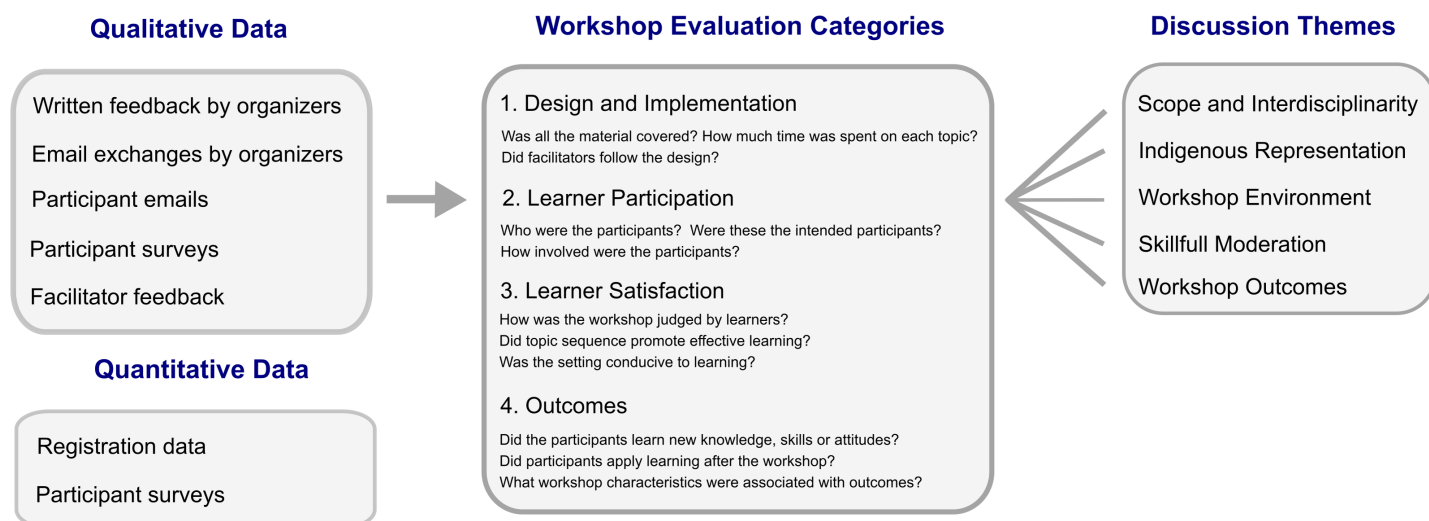 Qualitative Data
Written feedback by organizers
Email exchanges by organizers
Participant emails
Participant surveys
Facilitator feedback
Quantitative Data
Registration data
Participant surveys
Workshop Evaluation Categories
1. Design and Implementation
Was all the material covered? How much time was spent on each topic?
Did facilitators follow the design?
2. Learner Participation
Who were the participants?  Were these the intended participants?
How involved were the participants?
3. Learner Satisfaction
How was the workshop judged by learners?
Did topic sequence promote effective learning?
Was the setting conducive to learning?
4. Outcomes
Did the participants learn new knowledge, skills or attitudes?
Did participants apply learning after the workshop?
What workshop characteristics were associated with outcomes?
Discussion Themes
Scope and Interdisciplinarity
Indigenous Representation
Workshop Environment
Skillfull Moderation
Workshop Outcomes